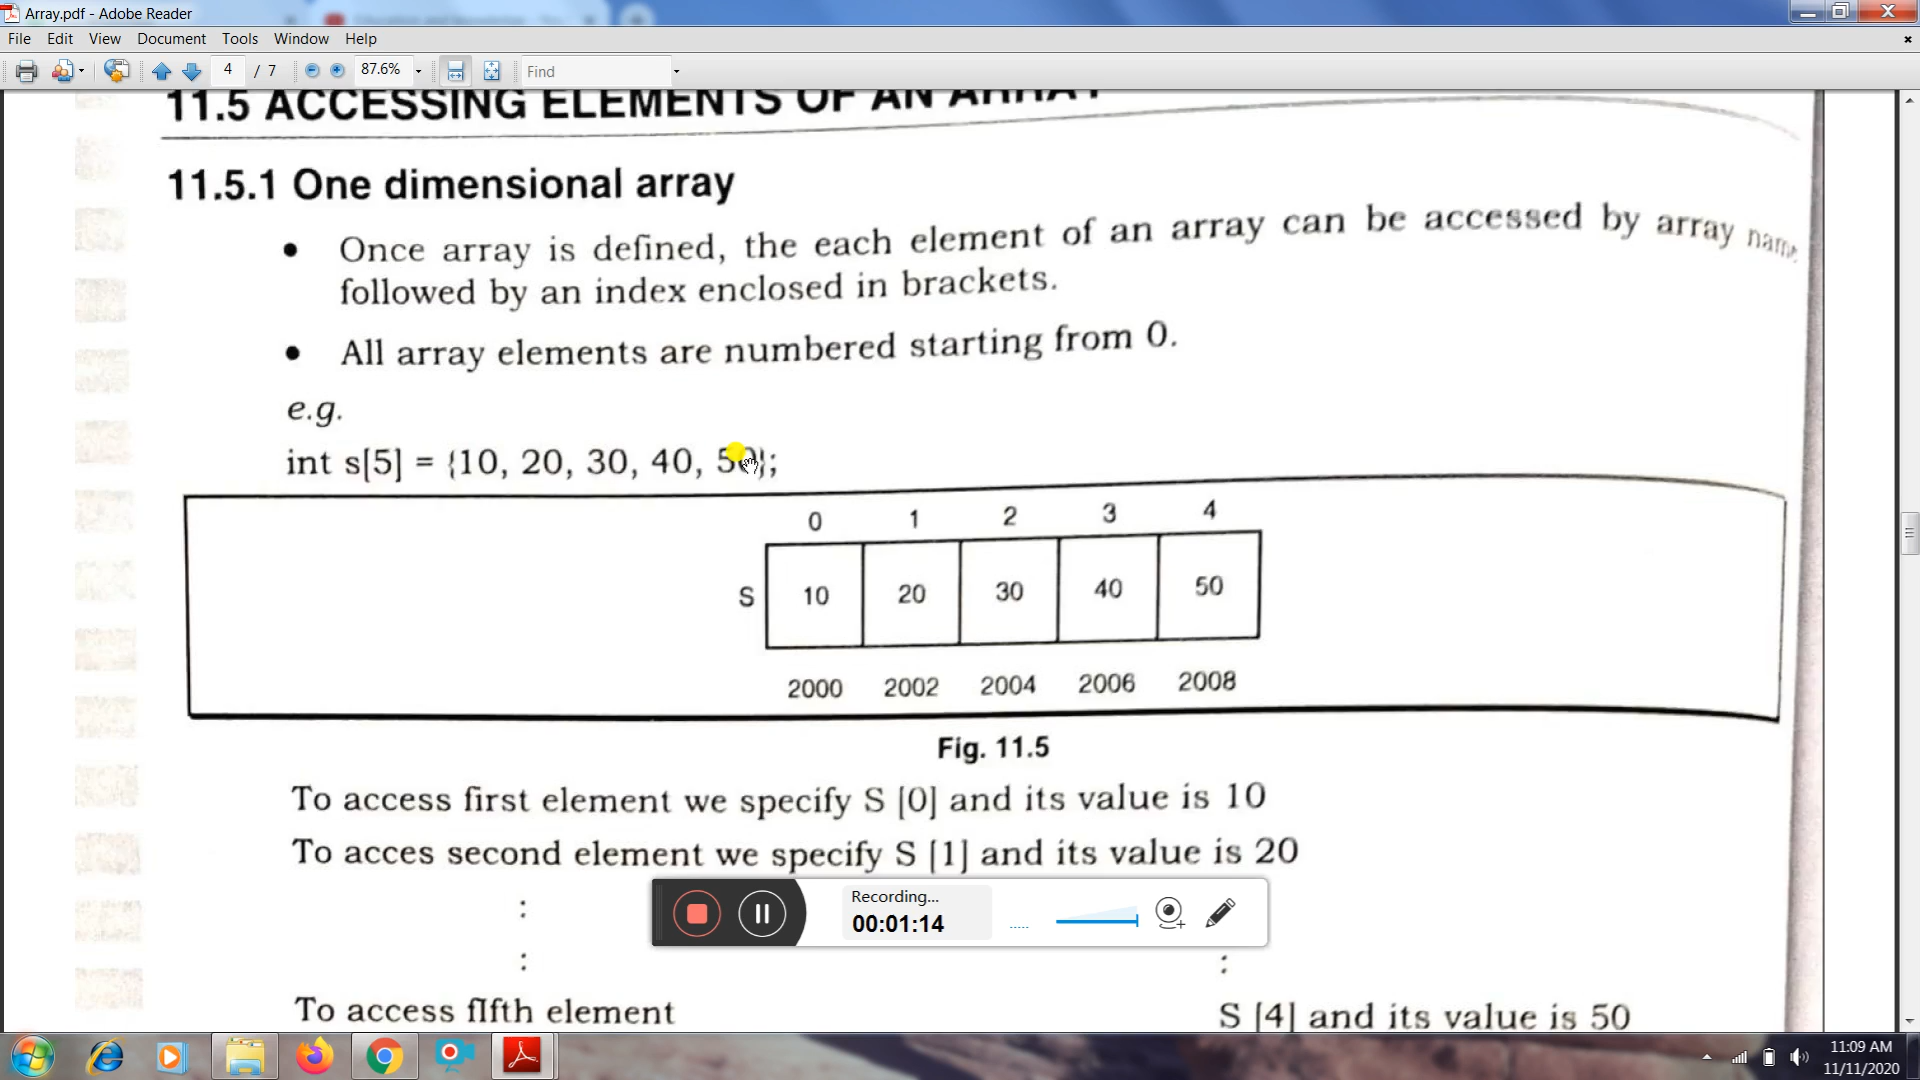 Array.pdf - Adobe Reader
File Edit View Document Tools Window Help
4 / 7 87.6% Find
11.5 ACCESSING ELEMENTS OF AN ARRAY
11.5.1 One dimensional array
• Once array is defined, the each element of an array can be accessed by array name
followed by an index enclosed in brackets.
• All array elements are numbered starting from 0.
e.g.
int s[5] = {10, 20, 30, 40, 50};
0 1 2 3 4
S 10 20 30 40 50
2000 2002 2004 2006 2008
Fig. 11.5
To access first element we specify S [0] and its value is 10
To acces second element we specify S [1] and its value is 20
:
: :
To access fIfth element S [4] and its value is 50
Recording...
00:01:14
11:09 AM
11/11/2020